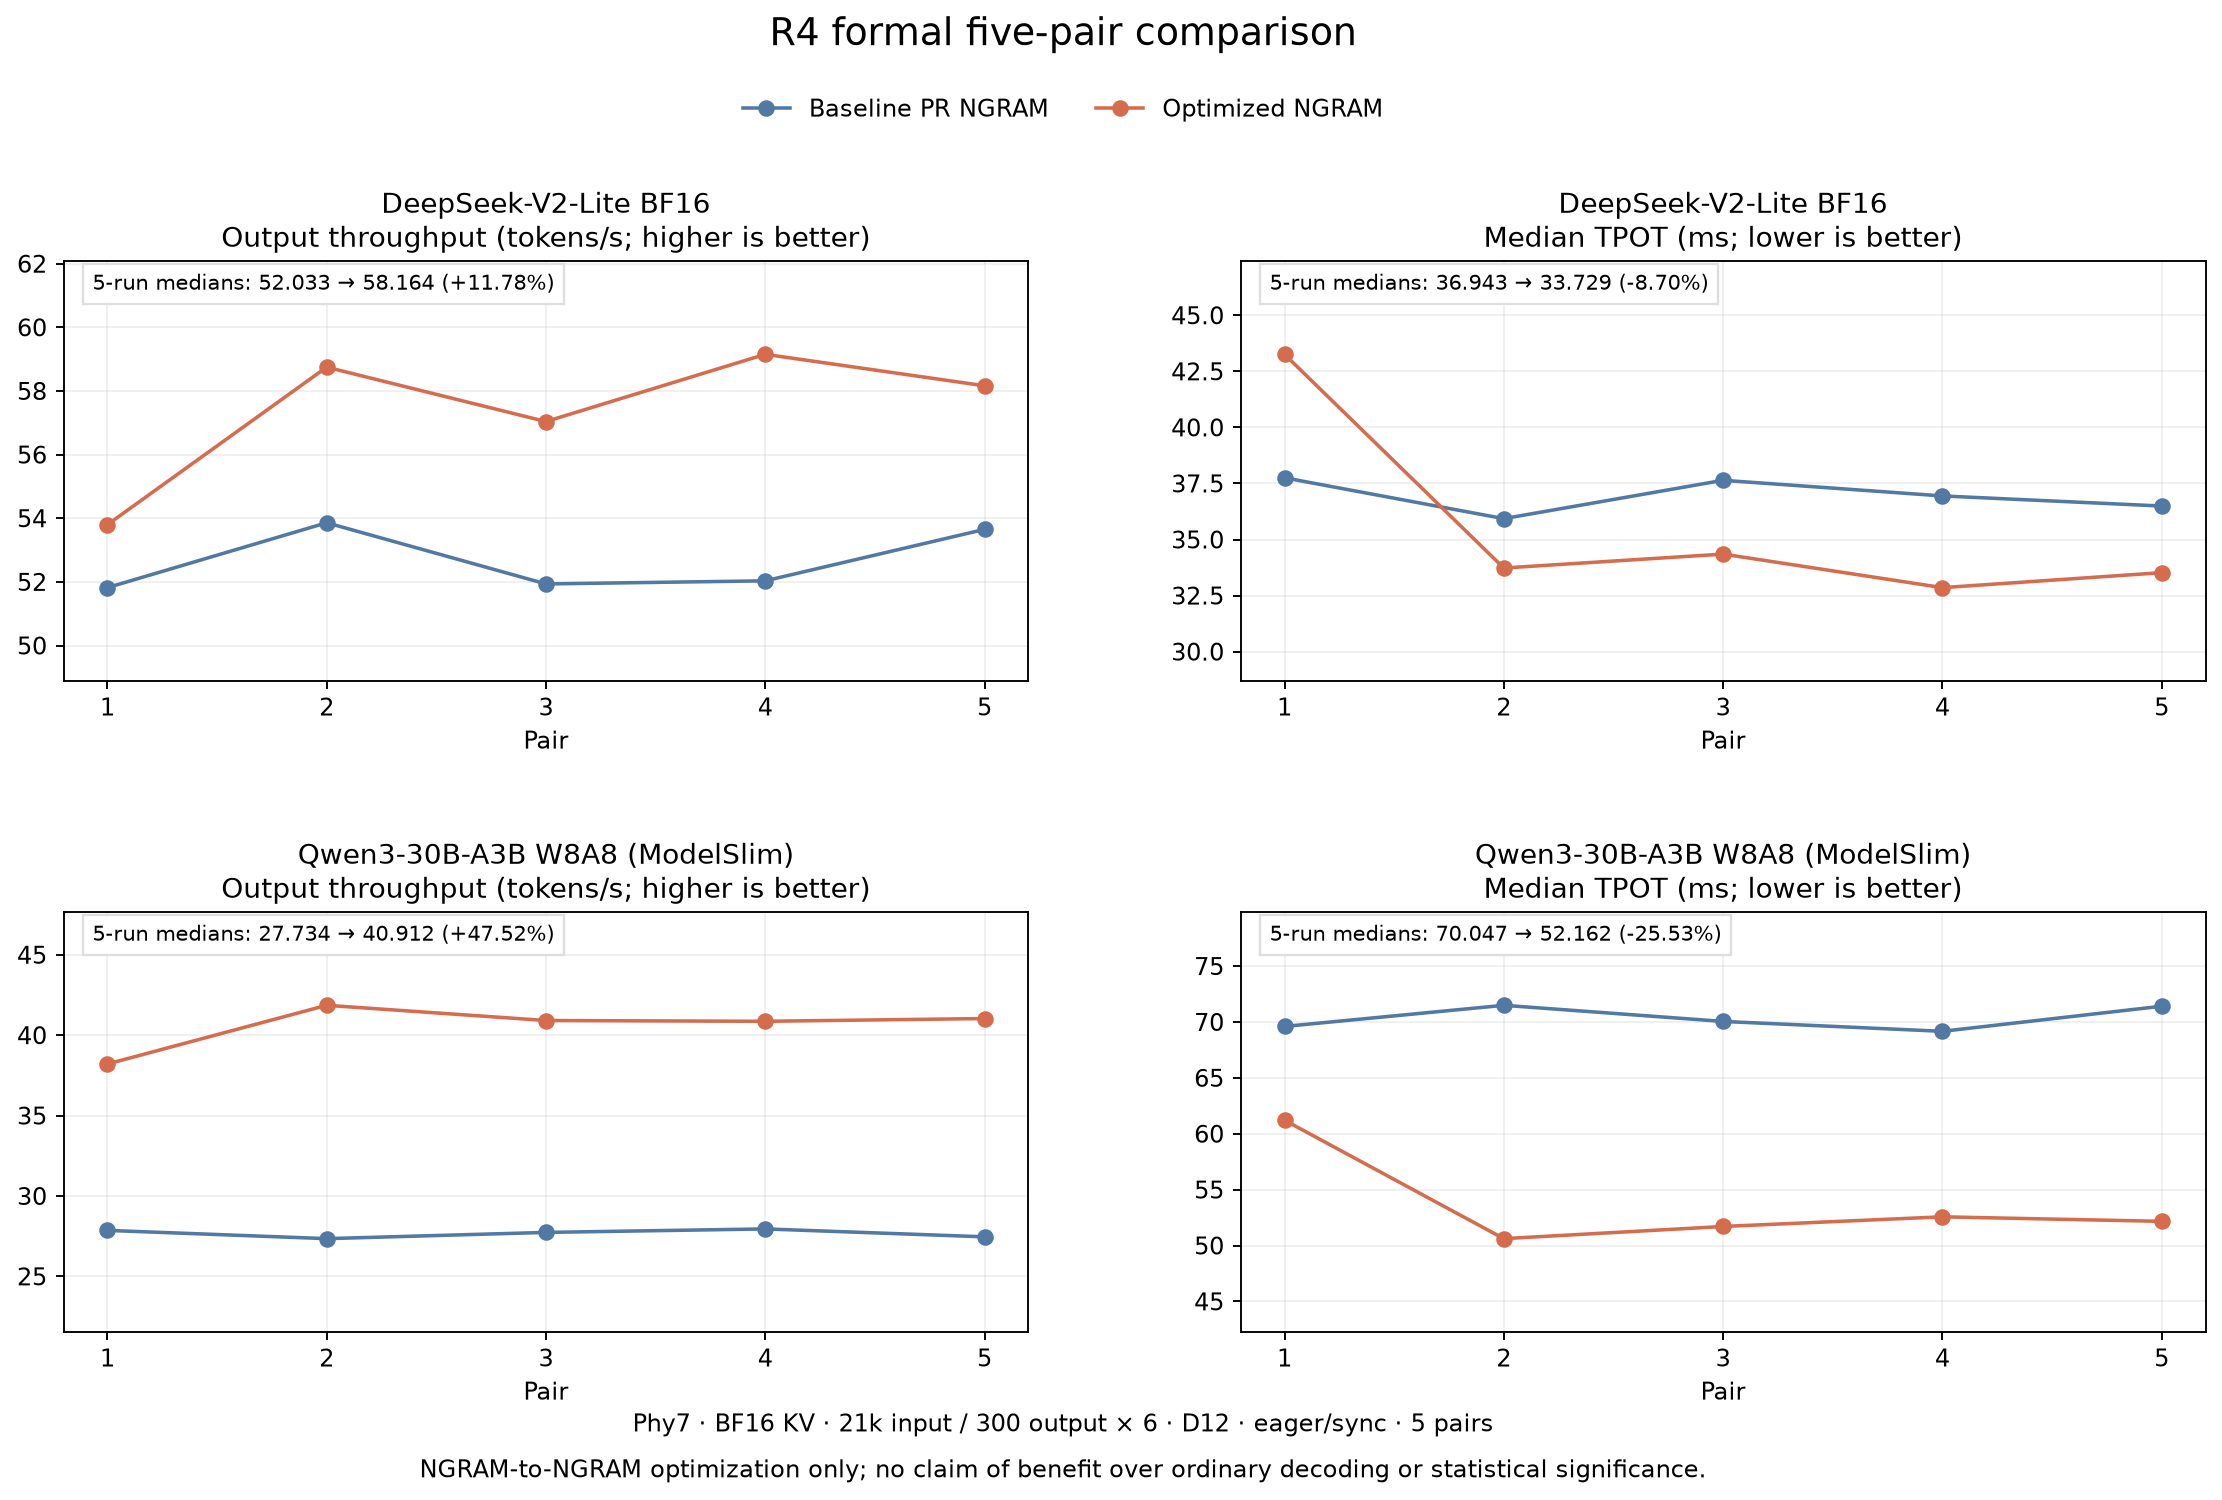 R4 formal five-pair comparison
Baseline PR NGRAM
Optimized NGRAM
DeepSeek-V2-Lite BF16
Output throughput (tokens/s; higher is better)
5-run medians: 52.033 → 58.164 (+11.78%)
62
60
58
56
54
52
50
1 2 3 4 5
Pair
DeepSeek-V2-Lite BF16
Median TPOT (ms; lower is better)
5-run medians: 36.943 → 33.729 (-8.70%)
45.0
42.5
40.0
37.5
35.0
32.5
30.0
1 2 3 4 5
Pair
Qwen3-30B-A3B W8A8 (ModelSlim)
Output throughput (tokens/s; higher is better)
5-run medians: 27.734 → 40.912 (+47.52%)
45
40
35
30
25
1 2 3 4 5
Pair
Qwen3-30B-A3B W8A8 (ModelSlim)
Median TPOT (ms; lower is better)
5-run medians: 70.047 → 52.162 (-25.53%)
75
70
65
60
55
50
45
1 2 3 4 5
Pair
Phy7 · BF16 KV · 21k input / 300 output × 6 · D12 · eager/sync · 5 pairs
NGRAM-to-NGRAM optimization only; no claim of benefit over ordinary decoding or statistical significance.